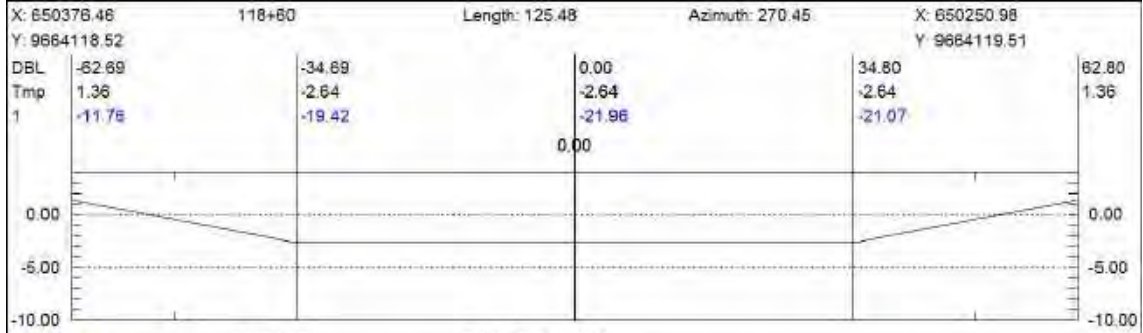 X: 650376.46 118+60 Length: 125.48 Azimuth: 270.45 X: 650250.98
Y: 9664118.52 Y: 9664119.51
DBL -62.69 -34.69 0.00 34.80 62.80
Tmp 1.36 -2.64 -2.64 -2.64 1.36
1 -11.76 -19.42 -21.96 -21.07
0.00
0.00 0.00
-5.00 -5.00
-10.00 -10.00